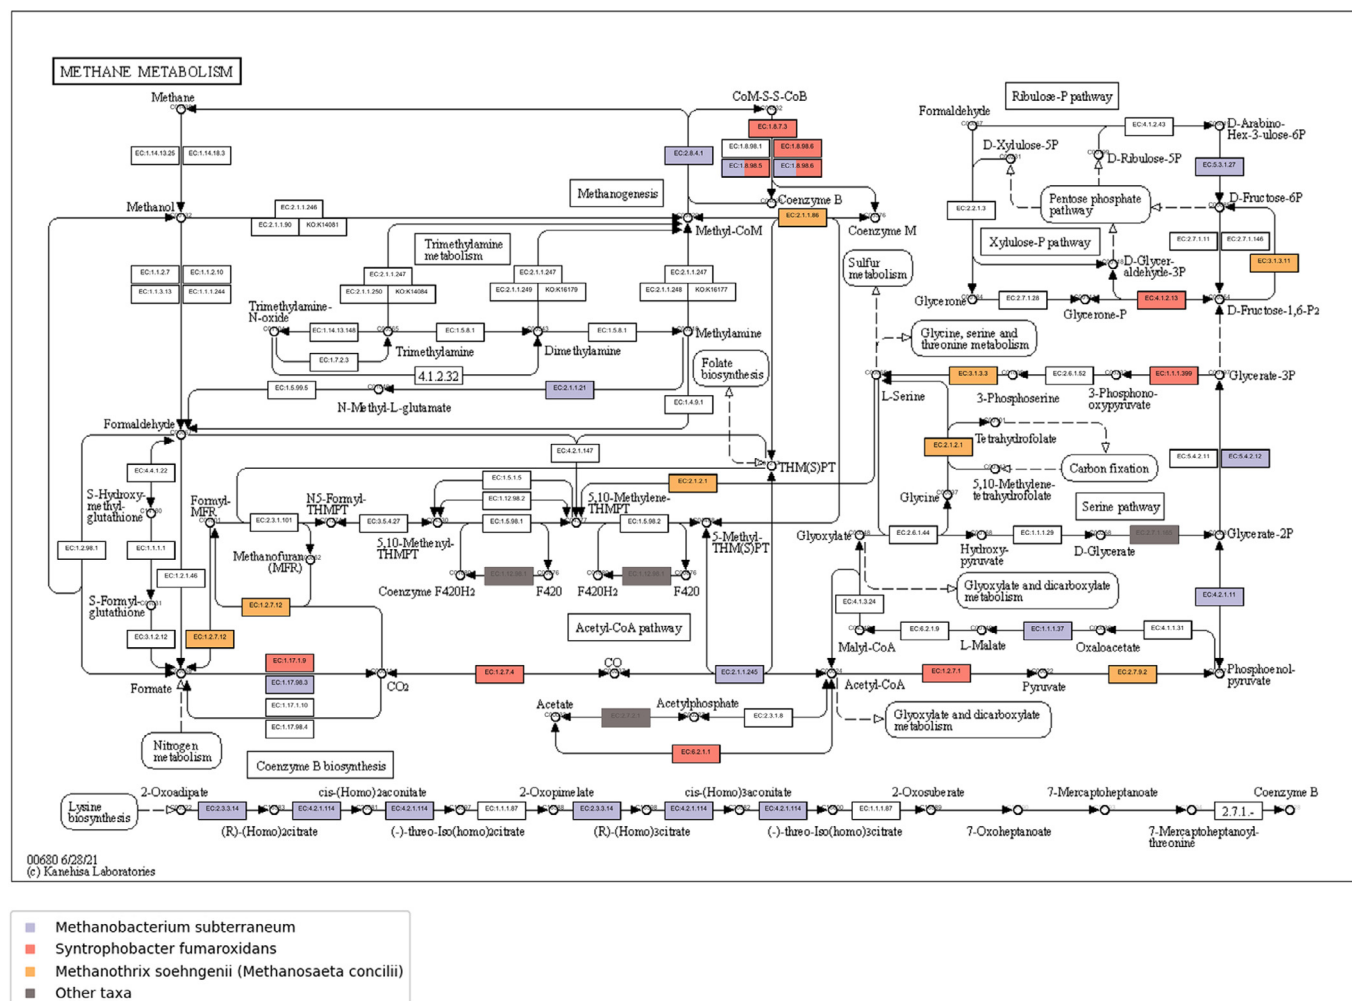 METHANE METABOLISM
Methane
CoM-S-S-CoB
Ribulose-P pathway
Formaldehyde
EC:4.1.2.43
D-Arabino-
Hex-3-ulose-6P
EC:1.8.7.3
D-Xylulose-5P
D-Ribulose-5P
EC:1.14.13.25
EC:1.14.18.3
EC:2.8.4.1
EC:1.8.98.1
EC:1.8.98.6
EC:1.8.98.5
EC:1.8.98.6
EC:5.3.1.27
Methanogenesis
Pentose phosphate
pathway
D-Fructose-6P
Methanol
EC:2.1.1.246
EC:2.1.1.90
KO:K14081
Methyl-CoM
Coenzyme B
EC:2.1.1.86
Coenzyme M
EC:2.2.1.3
Xylulose-P pathway
EC:2.7.1.11
EC:2.7.1.146
EC:3.1.3.11
Trimethylamine
metabolism
Sulfur
metabolism
D-Glycer-
aldehyde-3P
EC:1.1.2.7
EC:1.1.2.10
EC:1.1.3.13
EC:1.1.1.244
EC:2.1.1.247
EC:2.1.1.250
KO:K14084
EC:2.1.1.247
EC:2.1.1.249
KO:K16179
EC:2.1.1.247
EC:2.1.1.248
KO:K16177
Glycerone
EC:2.7.1.28
Glycerone-P
EC:4.1.2.13
D-Fructose-1,6-P2
Trimethylamine-
N-oxide
EC:1.14.13.148
EC:1.7.2.3
Trimethylamine
EC:1.5.8.1
Dimethylamine
EC:1.5.8.1
Methylamine
Glycine, serine and
threonine metabolism
4.1.2.32
Folate
biosynthesis
EC:1.5.99.5
N-Methyl-L-glutamate
EC:2.1.1.21
EC:1.4.9.1
L-Serine
EC:3.1.3.3
3-Phosphoserine
EC:2.6.1.52
3-Phosphono-
oxypyruvate
EC:1.1.1.399
Glycerate-3P
Formaldehyde
EC:4.2.1.147
THM(S)PT
EC:2.1.2.1
Tetrahydrofolate
Carbon fixation
5,10-Methylene-
tetrahydrofolate
EC:5.4.2.11
EC:5.4.2.12
EC:4.4.1.22
S-Hydroxy-
methyl-
glutathione
Formyl-
MFR
EC:2.3.1.101
N5-Formyl-
THMPT
EC:3.5.4.27
5,10-Methenyl-
THMPT
EC:1.5.1.5
EC:1.12.98.2
EC:1.5.98.1
5,10-Methylene-
THMPT
EC:2.1.2.1
EC:1.5.98.2
5-Methyl-
THM(S)PT
Glycine
Serine pathway
Glyoxylate
EC:2.6.1.44
Hydroxy-
pyruvate
EC:1.1.1.29
D-Glycerate
Glycerate-2P
EC:1.2.98.1
EC:1.1.1.1
Methanofuran
(MFR)
Coenzyme F420H2
F420
F420H2
F420
Glyoxylate and dicarboxylate
metabolism
EC:1.2.1.46
S-Formyl-
glutathione
EC:1.2.7.12
Acetyl-CoA pathway
EC:4.1.3.24
EC:4.2.1.11
EC:3.1.2.12
EC:1.2.7.12
Malyl-CoA
EC:6.2.1.9
L-Malate
EC:1.1.1.37
Oxaloacetate
EC:4.1.1.31
Formate
EC:1.17.1.9
EC:1.17.98.3
EC:1.17.1.10
EC:1.17.98.4
CO2
EC:1.2.7.4
CO
EC:2.1.1.245
Acetyl-CoA
EC:1.2.7.1
Pyruvate
EC:2.7.9.2
Phosphoenol-
pyruvate
Acetate
Acetylphosphate
EC:2.3.1.8
EC:6.2.1.1
Glyoxylate and dicarboxylate
metabolism
Nitrogen
metabolism
Coenzyme B biosynthesis
Lysine
biosynthesis
2-Oxoadipate
EC:2.3.3.14
(R)-(Homo)2citrate
EC:4.2.1.114
cis-(Homo)2aconitate
EC:4.2.1.114
(-)-threo-Iso(homo)2citrate
EC:1.1.1.87
2-Oxopimelate
EC:2.3.3.14
(R)-(Homo)3citrate
EC:4.2.1.114
cis-(Homo)3aconitate
EC:4.2.1.114
(-)-threo-Iso(homo)3citrate
EC:1.1.1.87
2-Oxosuberate
7-Oxoheptanoate
7-Mercaptoheptanoate
7-Mercaptoheptanoyl-
threonine
2.7.1.-
Coenzyme B
00680 6/28/21
(c) Kanehisa Laboratories
Methanobacterium subterraneum
Syntrophobacter fumaroxidans
Methanothrix soehngenii (Methanosaeta concilii)
Other taxa